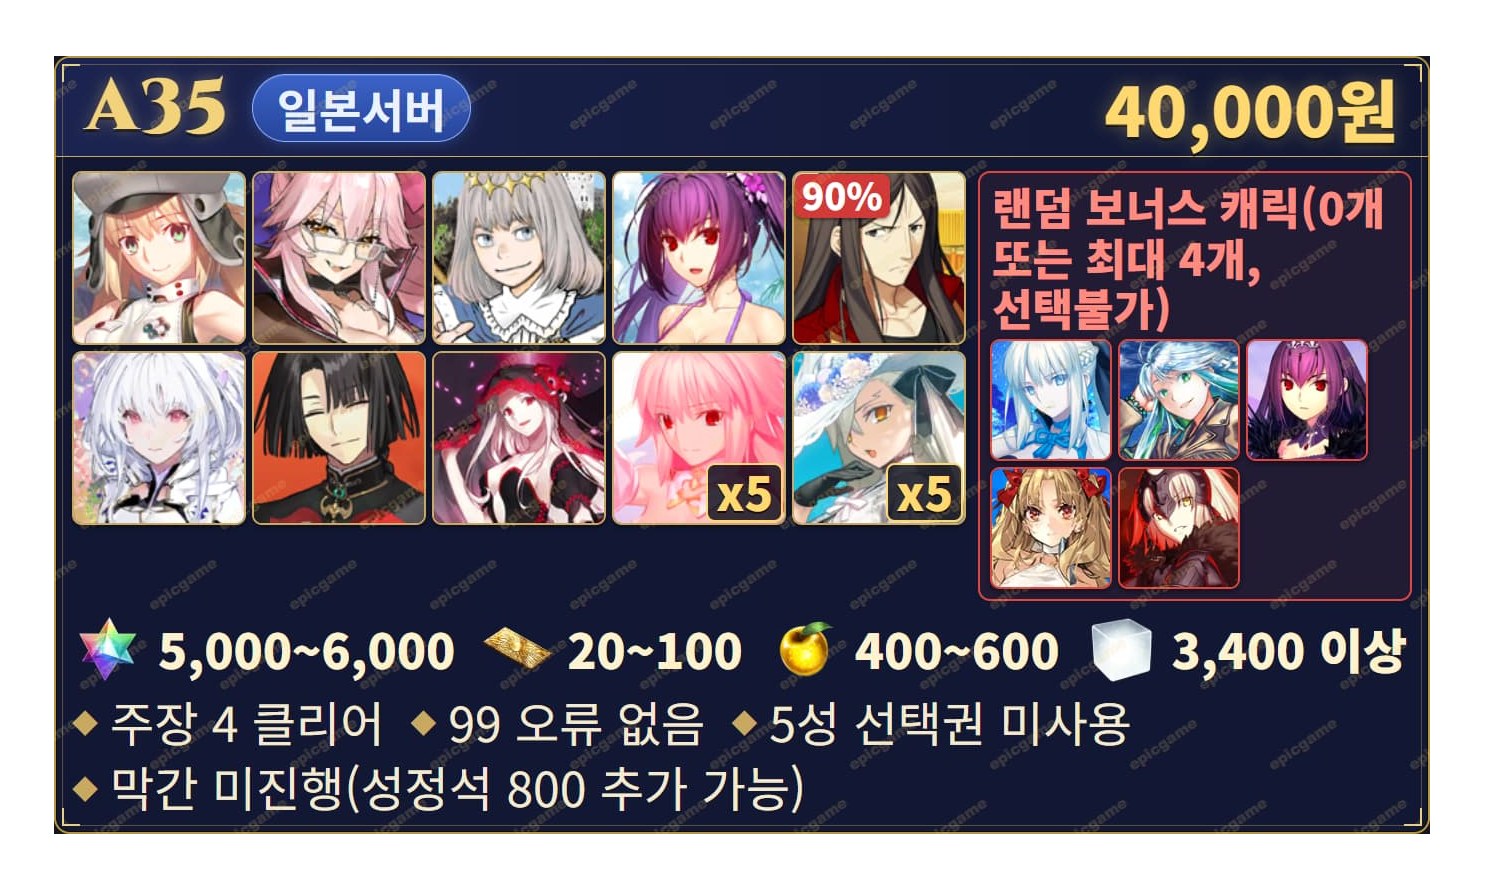 A35 일본서버 40,000원
90%
랜덤 보너스 캐릭(0개
또는 최대 4개,
선택불가)
x5 x5
5,000~6,000 20~100 400~600 3,400 이상
◆ 주장 4 클리어 ◆ 99 오류 없음 ◆ 5성 선택권 미사용
◆ 막간 미진행(성정석 800 추가 가능)
epicgame